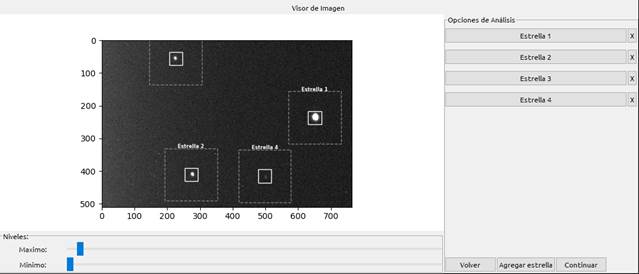 Visor de Imagen
Opciones de Análisis
Estrella 1 X
Estrella 2 X
Estrella 3 X
Estrella 4 X
0
100
200
300
400
500
Estrella 1
Estrella 2
Estrella 4
0 100 200 300 400 500 600 700
Niveles:
Maximo:
Minimo:
Volver Agregar estrella Continuar